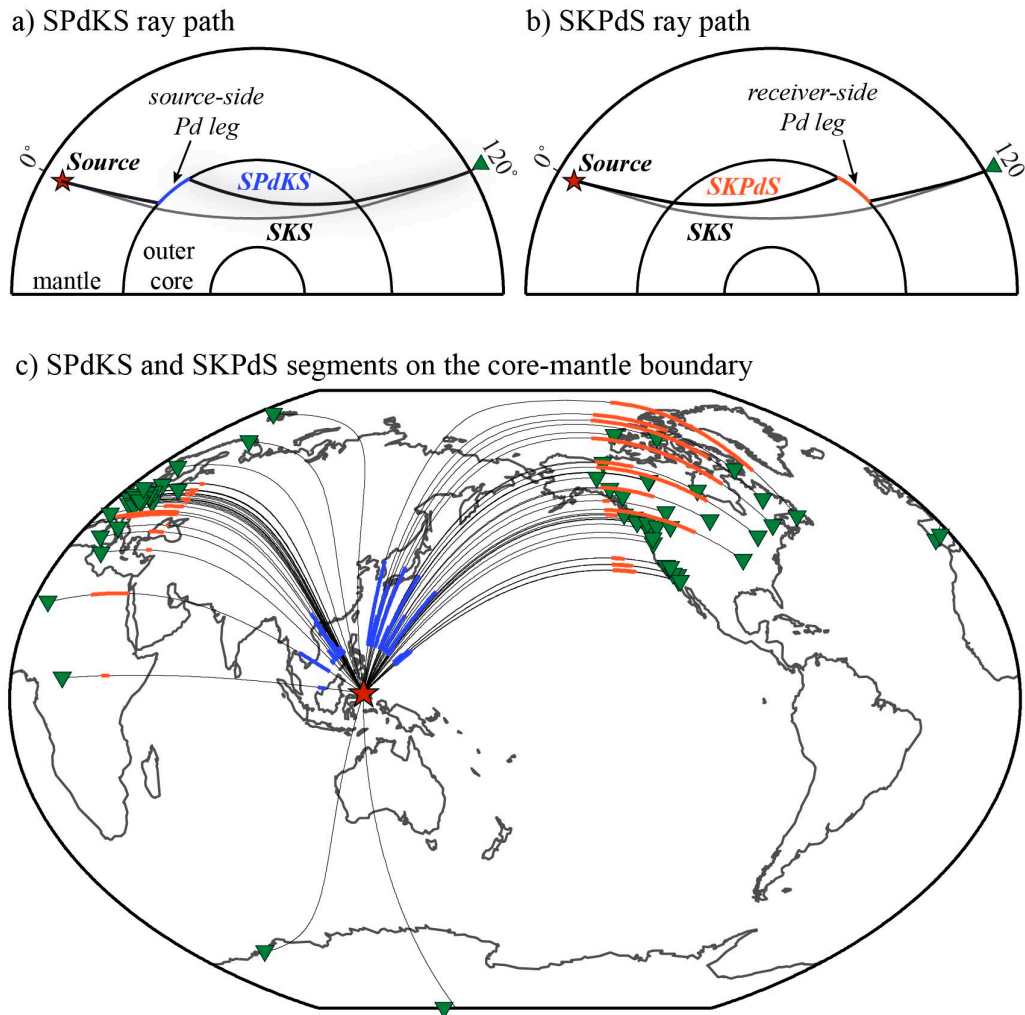 a) SPdKS ray path
source-side
Pd leg
0°
Source
SPdKS
120°
SKS
outer
core
mantle
b) SKPdS ray path
receiver-side
Pd leg
0°
Source
SKPdS
120
SKS
c) SPdKS and SKPdS segments on the core-mantle boundary